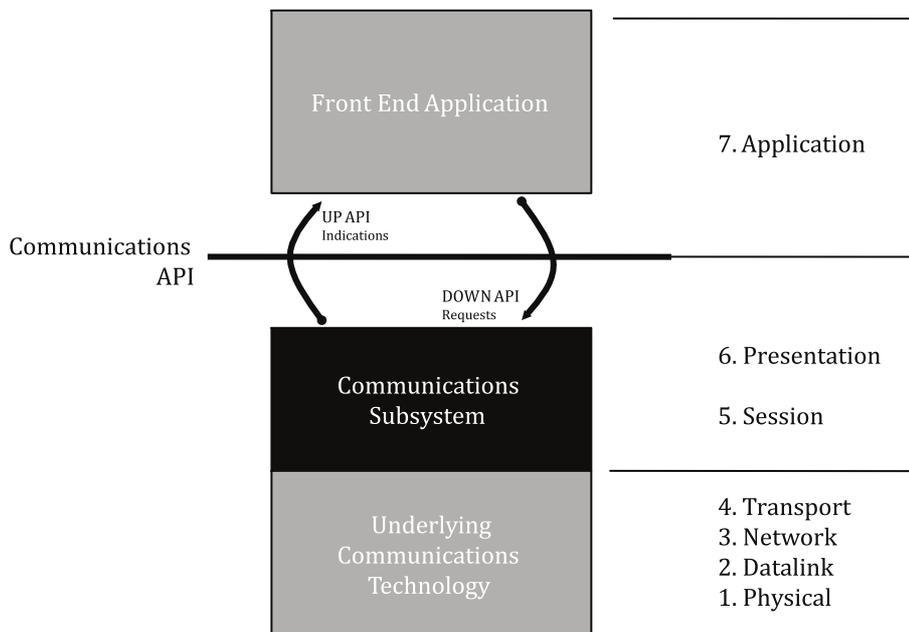 Front End Application
7. Application
UP API
Indications
Communications
API
DOWN API
Requests
Communications
Subsystem
6. Presentation
5. Session
Underlying
Communications
Technology
4. Transport
3. Network
2. Datalink
1. Physical